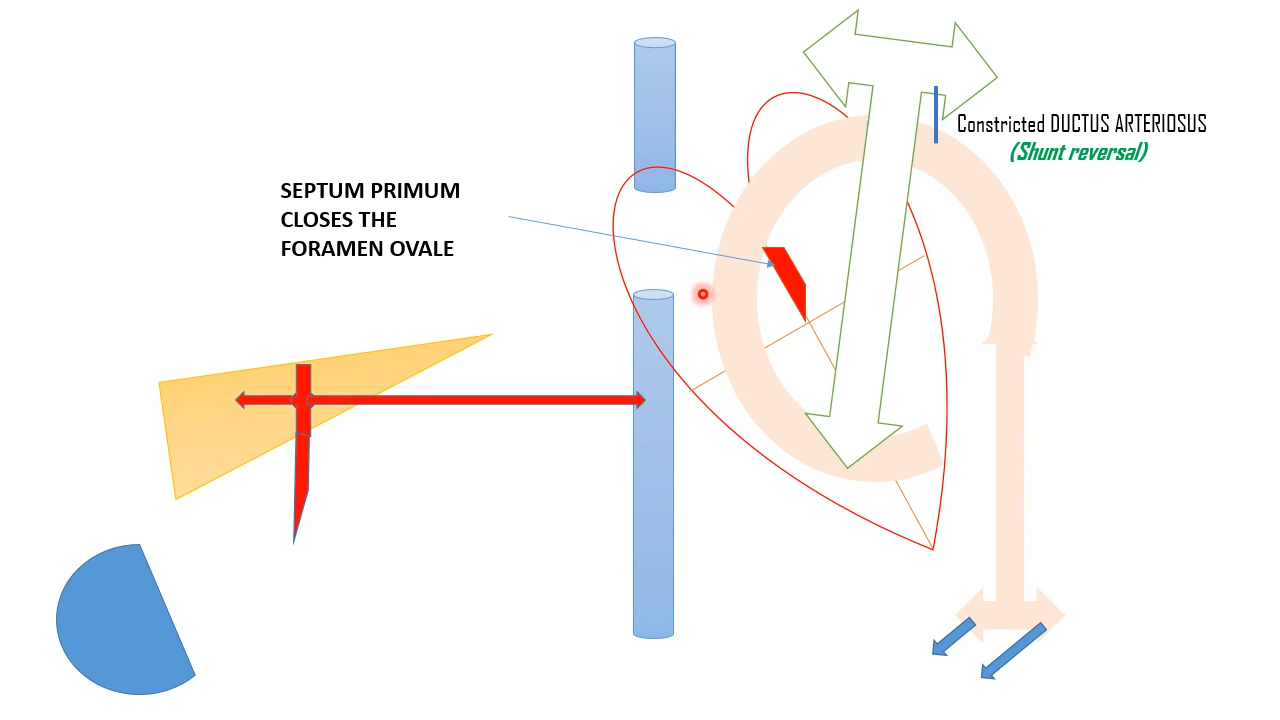 Constricted DUCTUS ARTERIOSUS
(Shunt reversal)
SEPTUM PRIMUM
CLOSES THE
FORAMEN OVALE